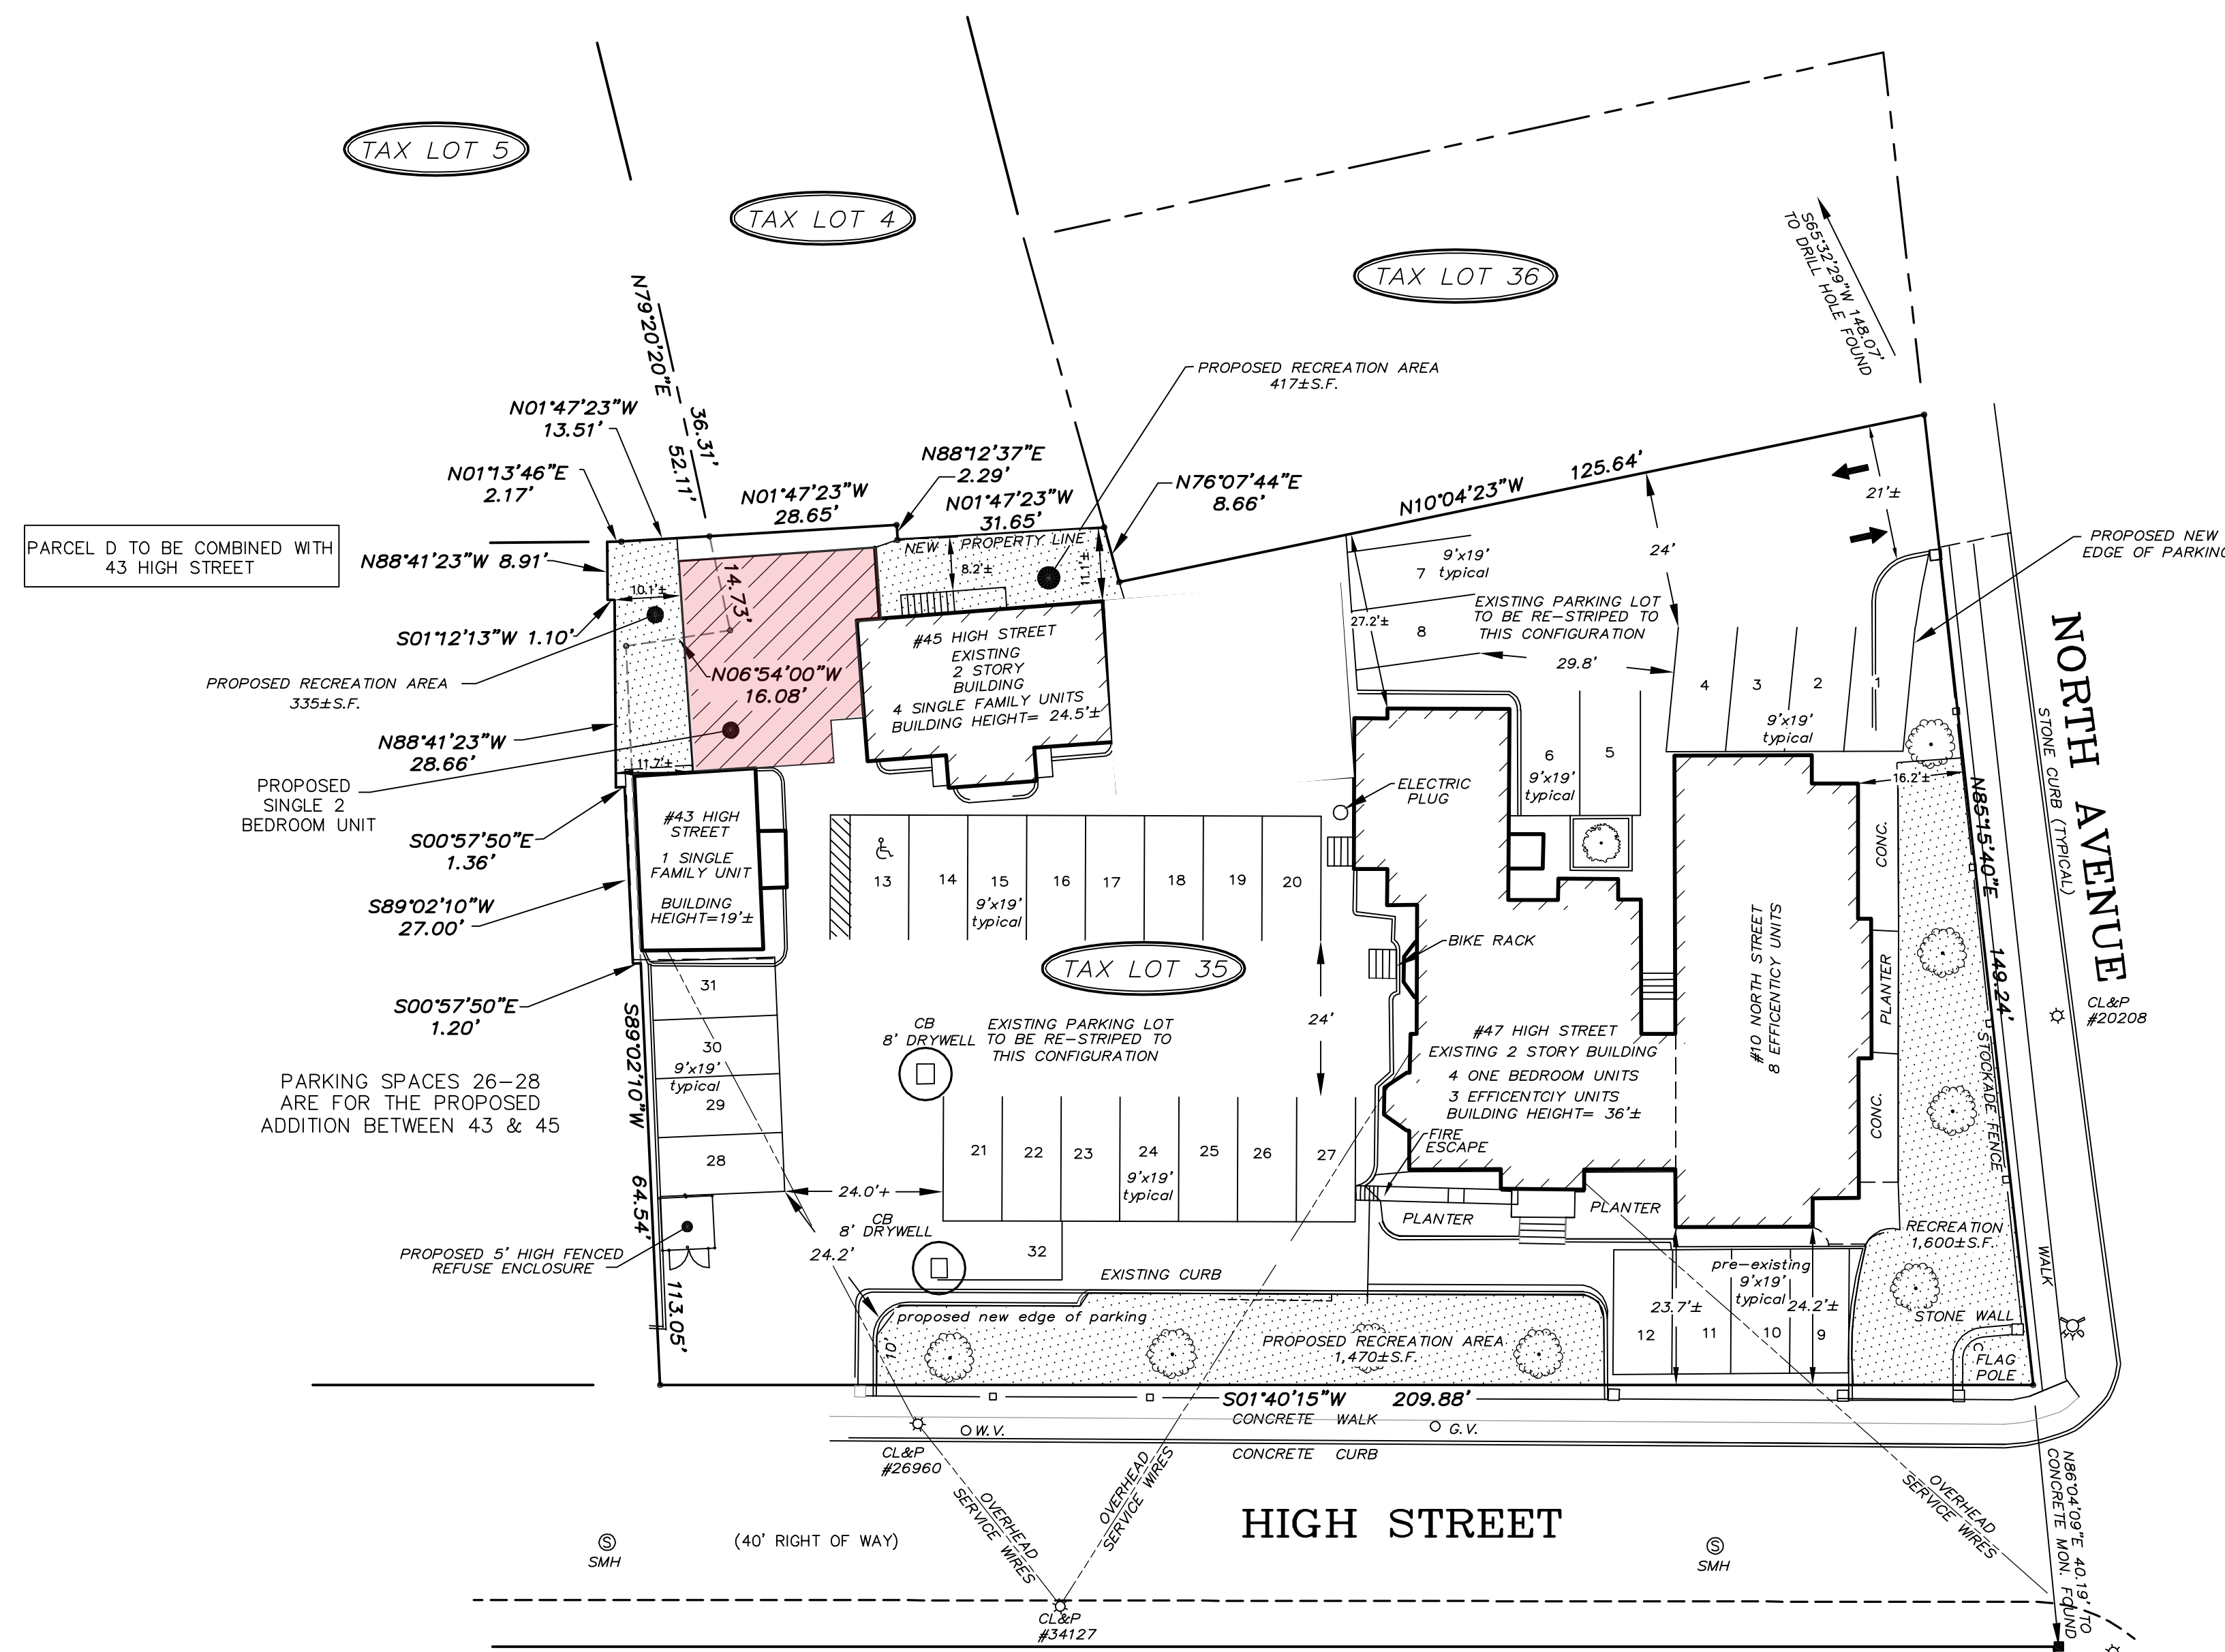 TAX LOT 5
TAX LOT 4
TAX LOT 36
S65°32'29"W 148.07'
TO DRILL HOLE FOUND
N79°20'20"E
36.31'
52.11'
PROPOSED RECREATION AREA
417±S.F.
N01°47'23"W
13.51'
N01°13'46"E
2.17'
N01°47'23"W
28.65'
N88°12'37"E
2.29'
N01°47'23"W
31.65'
N76°07'44"E
8.66'
N10°04'23"W 125.64'
21'±
PARCEL D TO BE COMBINED WITH
43 HIGH STREET
N88°41'23"W 8.91'
NEW PROPERTY LINE
8.2'±
11.1'±
10.1'±
14.73'
S01°12'13"W 1.10'
PROPOSED RECREATION AREA
335±S.F.
N06°54'00"W
16.08'
#45 HIGH STREET
EXISTING
2 STORY
BUILDING
4 SINGLE FAMILY UNITS
BUILDING HEIGHT= 24.5'±
9'x19'
typical
7
8
27.2'±
24'
EXISTING PARKING LOT
TO BE RE-STRIPED TO
THIS CONFIGURATION
29.8'
PROPOSED NEW
EDGE OF PARKING
4
3
2
1
9'x19'
typical
NORTH AVENUE
STONE CURB (TYPICAL)
N88°41'23"W
28.66'
11.7'±
PROPOSED
SINGLE 2
BEDROOM UNIT
6
9'x19'
typical
5
ELECTRIC
PLUG
16.2'±
N85°15'40"E
149.24'
S00°57'50"E
1.36'
#43 HIGH
STREET
1 SINGLE
FAMILY UNIT
BUILDING
HEIGHT=19'±
S89°02'10"W
27.00'
13
14
15
16
17
18
19
20
9'x19'
typical
CONC.
PLANTER
CONC.
BIKE RACK
TAX LOT 35
S00°57'50"E
1.20'
31
30
9'x19'
typical
29
28
S89°02'10"W
64.54'
113.05'
CB
8' DRYWELL
EXISTING PARKING LOT
TO BE RE-STRIPED TO
THIS CONFIGURATION
24'
#47 HIGH STREET
EXISTING 2 STORY BUILDING
4 ONE BEDROOM UNITS
3 EFFICENTCIY UNITS
BUILDING HEIGHT= 36'±
#10 NORTH STREET
8 EFFICENTICY UNITS
STOCKADE FENCE
CL&P
#20208
PARKING SPACES 26-28
ARE FOR THE PROPOSED
ADDITION BETWEEN 43 & 45
FIRE
ESCAPE
21
22
23
24
25
26
27
9'x19'
typical
24.0'+
CB
8' DRYWELL
24.2'
32
PLANTER
PLANTER
PROPOSED 5' HIGH FENCED
REFUSE ENCLOSURE
EXISTING CURB
RECREATION
1,600±S.F.
WALK
pre-existing
9'x19'
typical
23.7'±
24.2'±
12
11
10
9
proposed new edge of parking
10'
PROPOSED RECREATION AREA
1,470±S.F.
STONE WALL
FLAG
POLE
S01°40'15"W 209.88'
CONCRETE WALK
W.V.
G.V.
CONCRETE CURB
CL&P
#26960
OVERHEAD
SERVICE WIRES
OVERHEAD
SERVICE WIRES
OVERHEAD
SERVICE WIRES
HIGH STREET
(40' RIGHT OF WAY)
S
SMH
S
SMH
N86°04'09"E 40.19' TO
CONCRETE MON. FOUND
CL&P
#34127